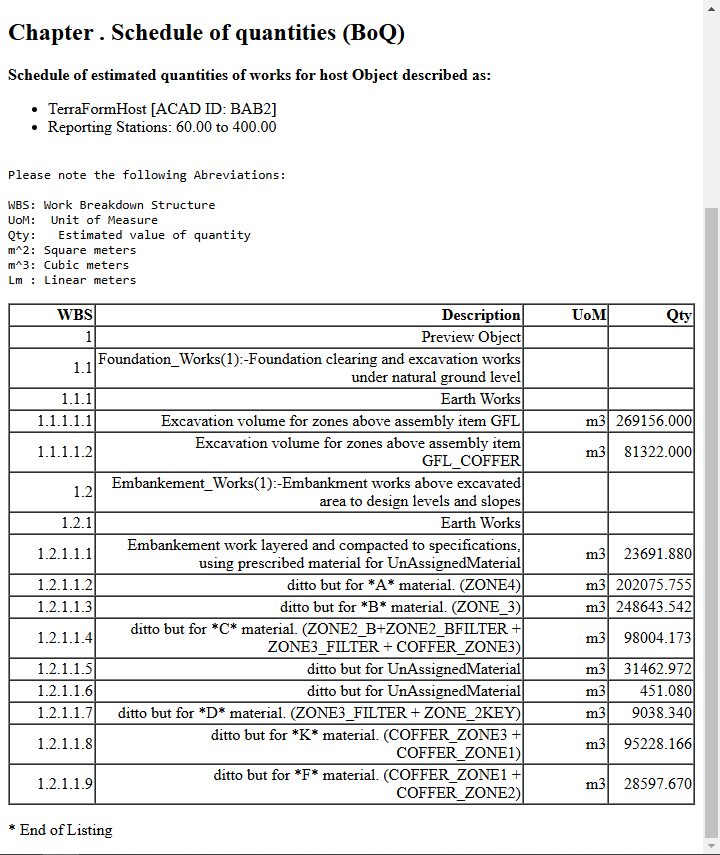 Chapter . Schedule of quantities (BoQ)
Schedule of estimated quantities of works for host Object described as:
• TerraFormHost [ACAD ID: BAB2]
• Reporting Stations: 60.00 to 400.00
Please note the following Abreviations:
WBS: Work Breakdown Structure
UoM:  Unit of Measure
Qty:   Estimated value of quantity
m^2: Square meters
m^3: Cubic meters
Lm : Linear meters
WBS Description UoM Qty
1 Preview Object
1.1 Foundation_Works(1):-Foundation clearing and excavation works
under natural ground level
1.1.1 Earth Works
1.1.1.1.1 Excavation volume for zones above assembly item GFL m3 269156.000
1.1.1.1.2 Excavation volume for zones above assembly item
GFL_COFFER m3 81322.000
1.2 Embankement_Works(1):-Embankment works above excavated
area to design levels and slopes
1.2.1 Earth Works
1.2.1.1.1 Embankement work layered and compacted to specifications,
using prescribed material for UnAssignedMaterial m3 23691.880
1.2.1.1.2 ditto but for *A* material. (ZONE4) m3 202075.755
1.2.1.1.3 ditto but for *B* material. (ZONE_3) m3 248643.542
1.2.1.1.4 ditto but for *C* material. (ZONE2_B+ZONE2_BFILTER +
ZONE3_FILTER + COFFER_ZONE3) m3 98004.173
1.2.1.1.5 ditto but for UnAssignedMaterial m3 31462.972
1.2.1.1.6 ditto but for UnAssignedMaterial m3 451.080
1.2.1.1.7 ditto but for *D* material. (ZONE3_FILTER + ZONE_2KEY) m3 9038.340
1.2.1.1.8 ditto but for *K* material. (COFFER_ZONE3 +
COFFER_ZONE1) m3 95228.166
1.2.1.1.9 ditto but for *F* material. (COFFER_ZONE1 +
COFFER_ZONE2) m3 28597.670
* End of Listing